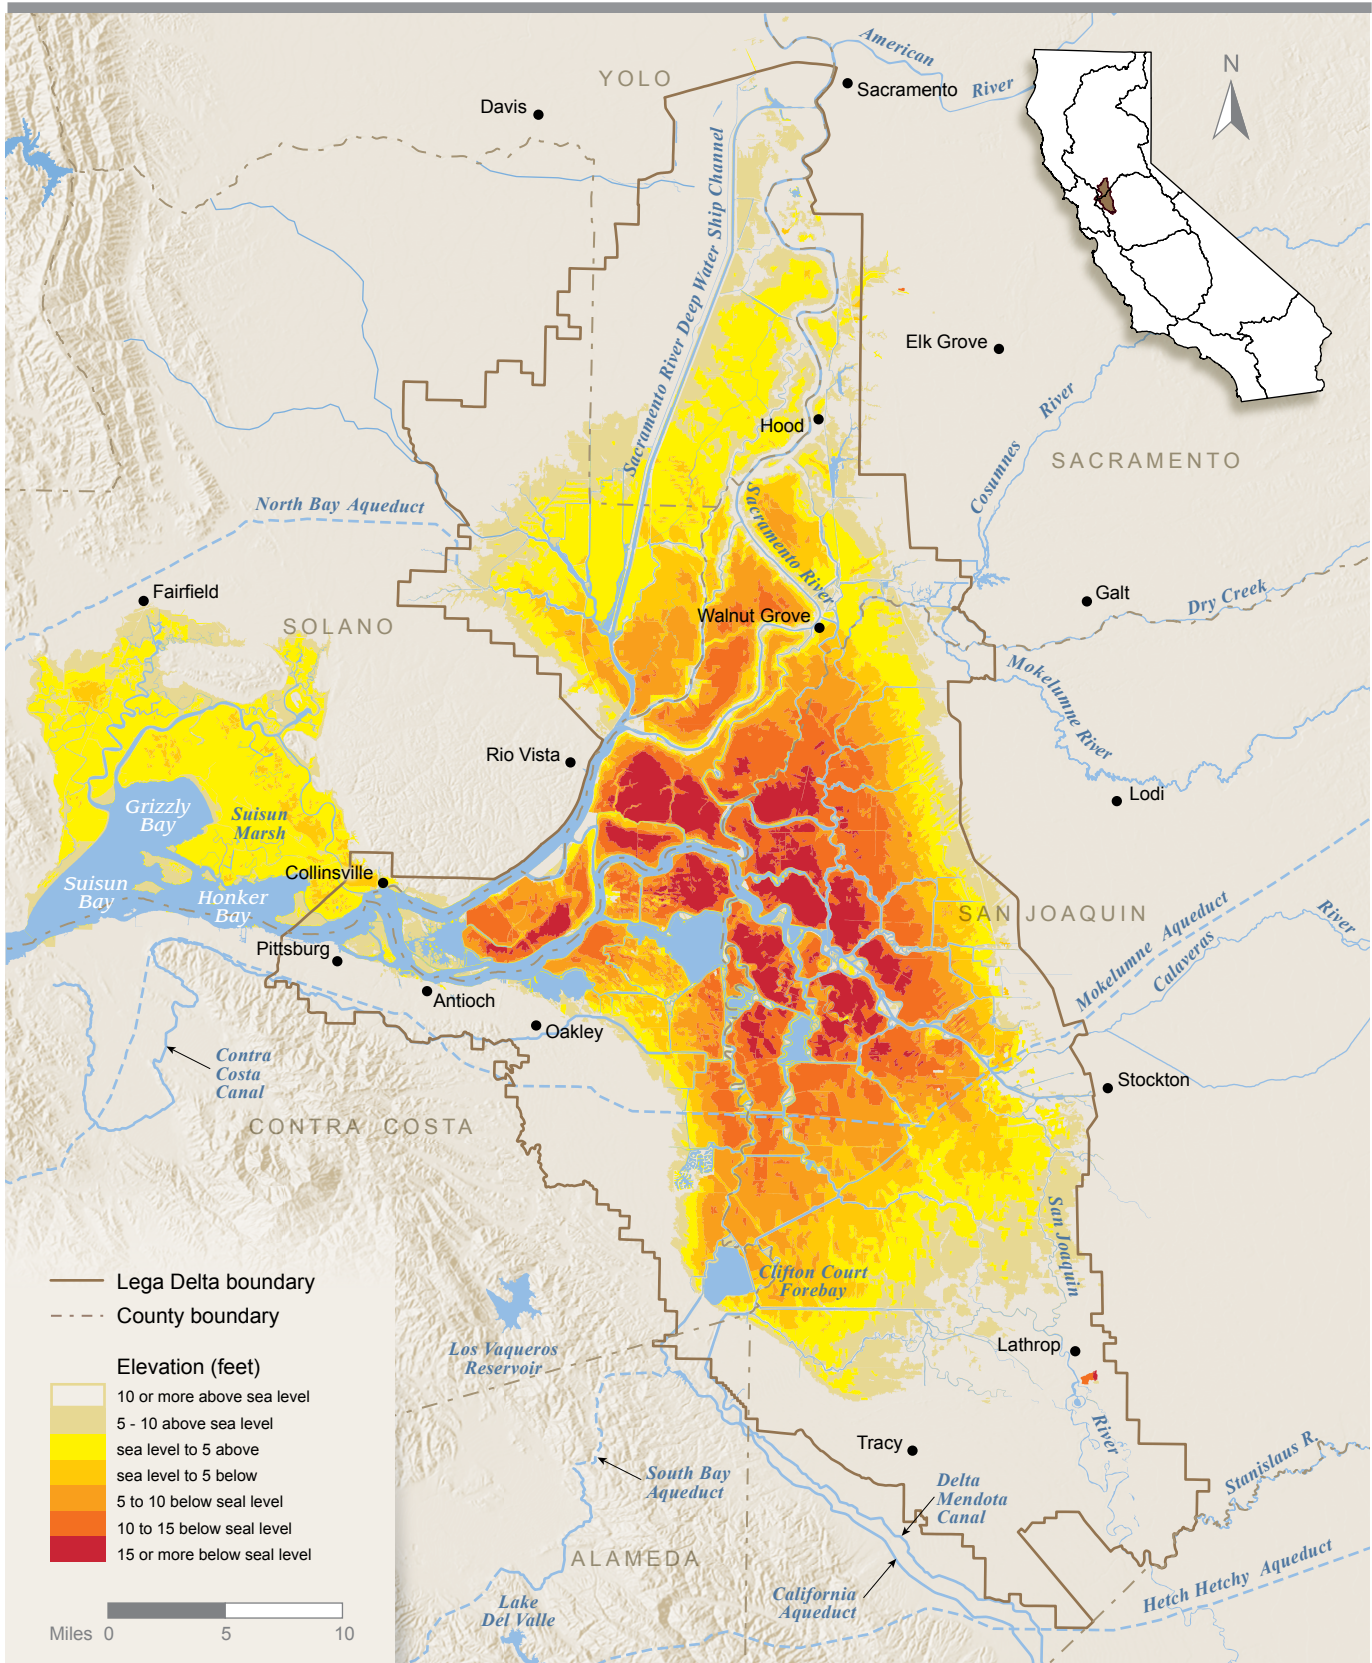 American
River
YOLO
Sacramento
N
Davis
Sacramento River Deep Water Ship Channel
Elk Grove
Hood
Cosumnes River
SACRAMENTO
North Bay Aqueduct
Sacramento River
Fairfield
Galt
Dry Creek
SOLANO
Walnut Grove
Mokelumne River
Rio Vista
Lodi
Grizzly
Bay
Suisun
Marsh
Collinsville
Suisun
Bay
Honker
Bay
SAN JOAQUIN
Mokelumne Aqueduct
Calaveras River
Pittsburg
Antioch
Oakley
Contra
Costa
Canal
Stockton
CONTRA COSTA
San Joaquin
River
Clifton Court
Forebay
Lega Delta boundary
County boundary
Los Vaqueros
Reservoir
Lathrop
Elevation (feet)
10 or more above sea level
5 - 10 above sea level
sea level to 5 above
sea level to 5 below
5 to 10 below seal level
10 to 15 below seal level
15 or more below seal level
Tracy
South Bay
Aqueduct
Delta
Mendota
Canal
Stanislaus R.
ALAMEDA
California
Aqueduct
Hetch Hetchy Aqueduct
Lake
Del Valle
Miles 0 5 10